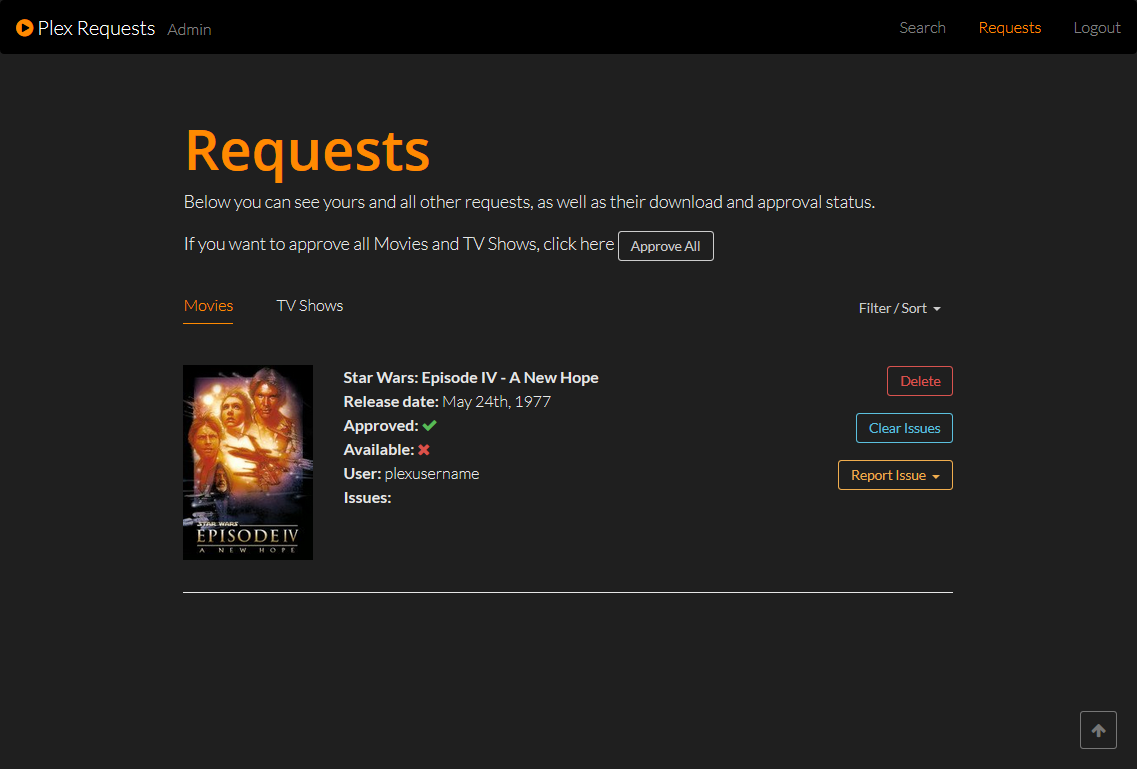 Plex Requests Admin Search Requests Logout
Requests
Below you can see yours and all other requests, as well as their download and approval status.
If you want to approve all Movies and TV Shows, click here Approve All
Movies TV Shows Filter / Sort
Star Wars: Episode IV - A New Hope Delete
Release date: May 24th, 1977
Approved:
Clear Issues
Available:
User: plexusername Report Issue
Issues:
STAR WARS
EPISODE IV
A NEW HOPE